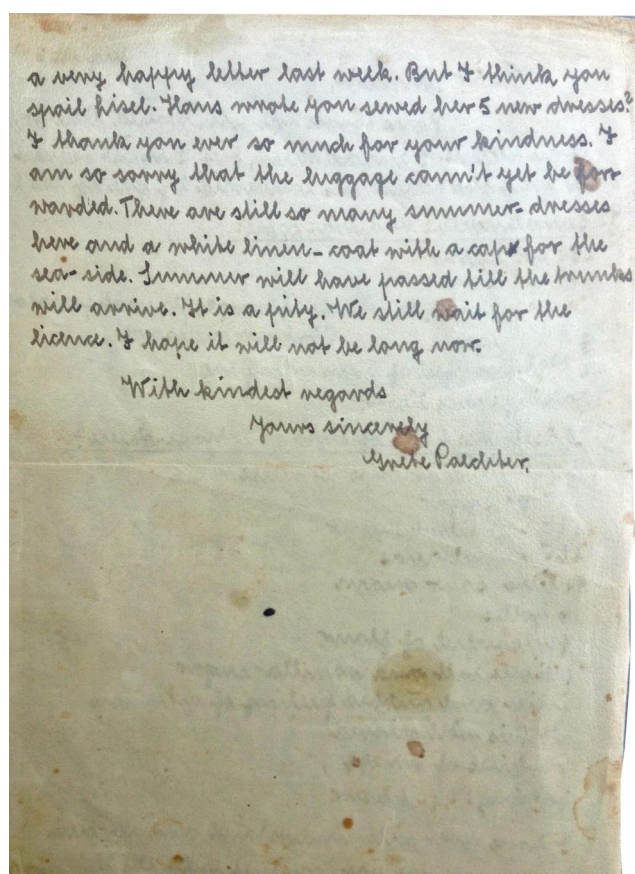 a very happy letter last week. But I think you
spoil Lisel. Hans wrote you sewed her 5 new dresses?
I thank you ever so much for your kindness. I
am so sorry that the luggage cann't yet be for
warded. There are still so many summer-dresses
here and a white linen-coat with a cap for the
sea-side. Summer will have passed till the trunks
will arrive. It is a pity. We still wait for the
licence. I hope it will not be long now.
With kindest regards
Yours sincerely
Grete Paechter.